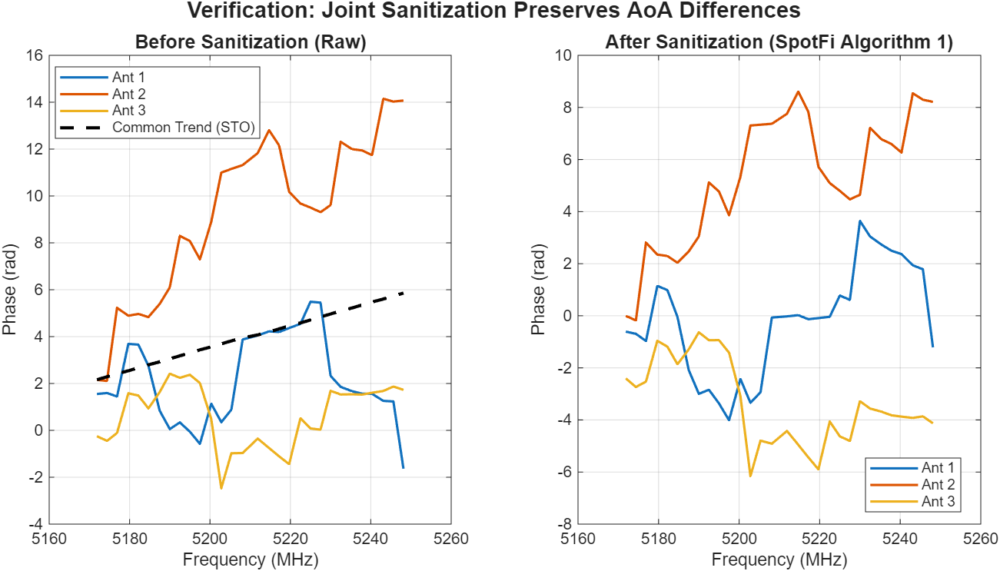 Verification: Joint Sanitization Preserves AoA Differences
Before Sanitization (Raw)
Phase (rad)
16
14
12
10
8
6
4
2
0
-2
-4
Ant 1
Ant 2
Ant 3
Common Trend (STO)
5160 5180 5200 5220 5240 5260
Frequency (MHz)
After Sanitization (SpotFi Algorithm 1)
Phase (rad)
10
8
6
4
2
0
-2
-4
-6
-8
Ant 1
Ant 2
Ant 3
5160 5180 5200 5220 5240 5260
Frequency (MHz)